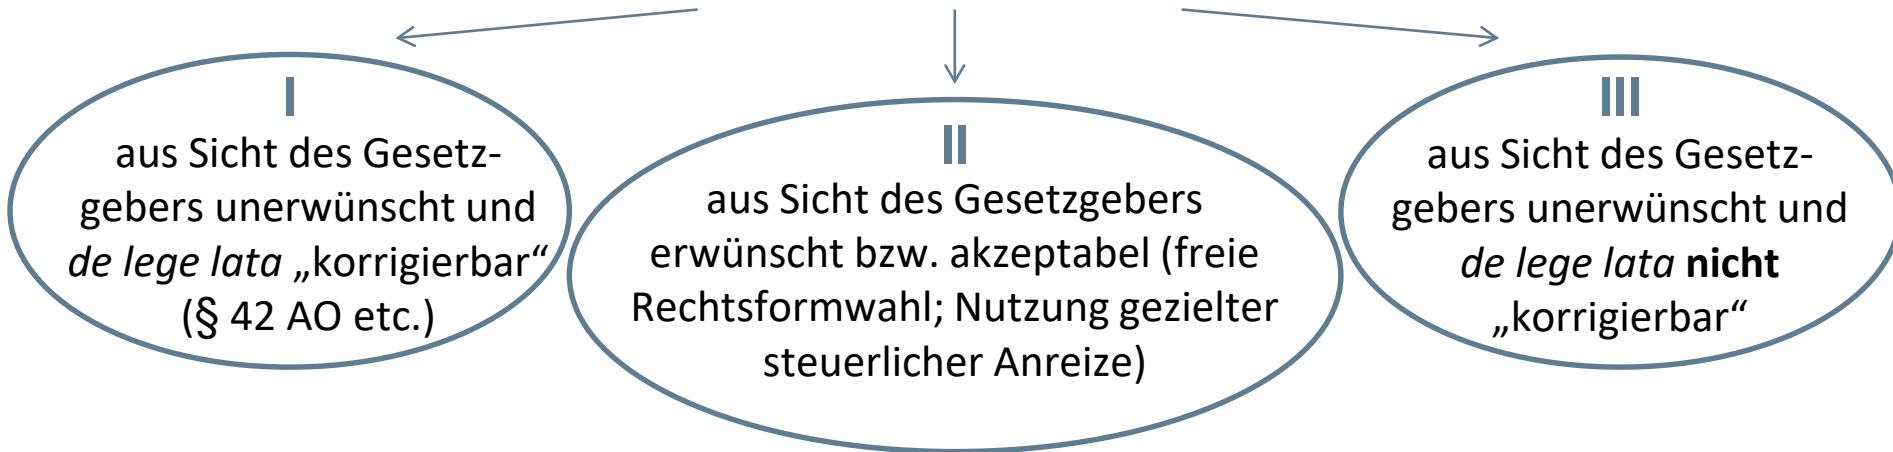 I
aus Sicht des Gesetz-
gebers unerwünscht und
de lege lata „korrigierbar“
(§ 42 AO etc.)
II
aus Sicht des Gesetzgebers
erwünscht bzw. akzeptabel (freie
Rechtsformwahl; Nutzung gezielter
steuerlicher Anreize)
III
aus Sicht des Gesetz-
gebers unerwünscht und
de lege lata nicht
„korrigierbar“